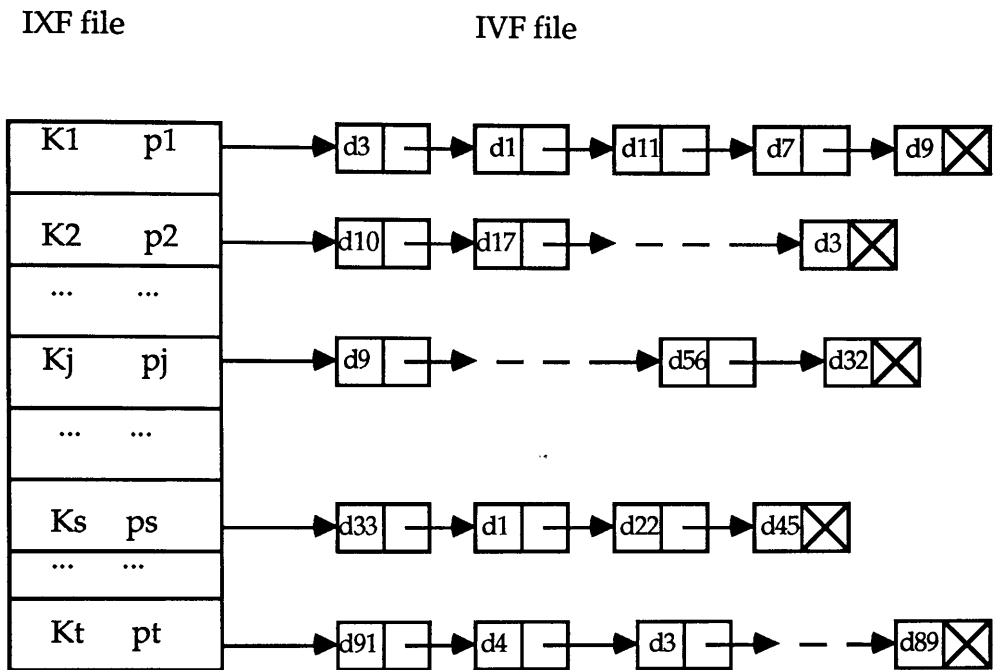 IXF file IVF file
K1 p1 d3 d1 d11 d7 d9
K2 p2 d10 d17 d3
... ...
Kj pj d9 d56 d32
... ...
Ks ps d33 d1 d22 d45
... ...
Kt pt d91 d4 d3 d89